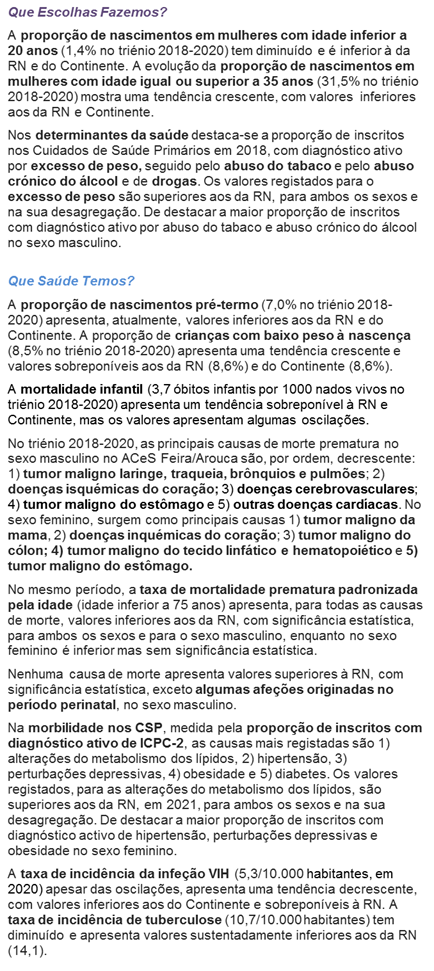 Que Escolhas Fazemos?
A proporção de nascimentos em mulheres com idade inferior a
20 anos (1,4% no triénio 2018-2020) tem diminuído e é inferior à da
RN e do Continente. A evolução da proporção de nascimentos em
mulheres com idade igual ou superior a 35 anos (31,5% no triénio
2018-2020) mostra uma tendência crescente, com valores inferiores
aos da RN e Continente.
Nos determinantes da saúde destaca-se a proporção de inscritos
nos Cuidados de Saúde Primários em 2018, com diagnóstico ativo
por excesso de peso, seguido pelo abuso do tabaco e pelo abuso
crónico do álcool e de drogas. Os valores registados para o
excesso de peso são superiores aos da RN, para ambos os sexos e
na sua desagregação. De destacar a maior proporção de inscritos
com diagnóstico ativo por abuso do tabaco e abuso crónico do álcool
no sexo masculino.
Que Saúde Temos?
A proporção de nascimentos pré-termo (7,0% no triénio 2018-
2020) apresenta, atualmente, valores inferiores aos da RN e do
Continente. A proporção de crianças com baixo peso à nascença
(8,5% no triénio 2018-2020) apresenta uma tendência crescente e
valores sobreponíveis aos da RN (8,6%) e do Continente (8,6%).
A mortalidade infantil (3,7 óbitos infantis por 1000 nados vivos no
triénio 2018-2020) apresenta um tendência sobreponível à RN e
Continente, mas os valores apresentam algumas oscilações.
No triénio 2018-2020, as principais causas de morte prematura no
sexo masculino no ACeS Feira/Arouca são, por ordem, decrescente:
1) tumor maligno laringe, traqueia, brônquios e pulmões; 2)
doenças isquémicas do coração; 3) doenças cerebrovasculares;
4) tumor maligno do estômago e 5) outras doenças cardíacas. No
sexo feminino, surgem como principais causas 1) tumor maligno da
mama, 2) doenças inquémicas do coração; 3) tumor maligno do
cólon; 4) tumor maligno do tecido linfático e hematopoiético e 5)
tumor maligno do estômago.
No mesmo período, a taxa de mortalidade prematura padronizada
pela idade (idade inferior a 75 anos) apresenta, para todas as causas
de morte, valores inferiores aos da RN, com significância estatística,
para ambos os sexos e para o sexo masculino, enquanto no sexo
feminino é inferior mas sem significância estatística.
Nenhuma causa de morte apresenta valores superiores à RN, com
significância estatística, exceto algumas afeções originadas no
período perinatal, no sexo masculino.
Na morbilidade nos CSP, medida pela proporção de inscritos com
diagnóstico ativo de ICPC-2, as causas mais registadas são 1)
alterações do metabolismo dos lípidos, 2) hipertensão, 3)
perturbações depressivas, 4) obesidade e 5) diabetes. Os valores
registados, para as alterações do metabolismo dos lípidos, são
superiores aos da RN, em 2021, para ambos os sexos e na sua
desagregação. De destacar a maior proporção de inscritos com
diagnóstico activo de hipertensão, perturbações depressivas e
obesidade no sexo feminino.
A taxa de incidência da infeção VIH (5,3/10.000 habitantes, em
2020) apesar das oscilações, apresenta uma tendência decrescente,
com valores inferiores aos do Continente e sobreponíveis à RN. A
taxa de incidência de tuberculose (10,7/10.000 habitantes) tem
diminuído e apresenta valores sustentadamente inferiores aos da RN
(14,1).